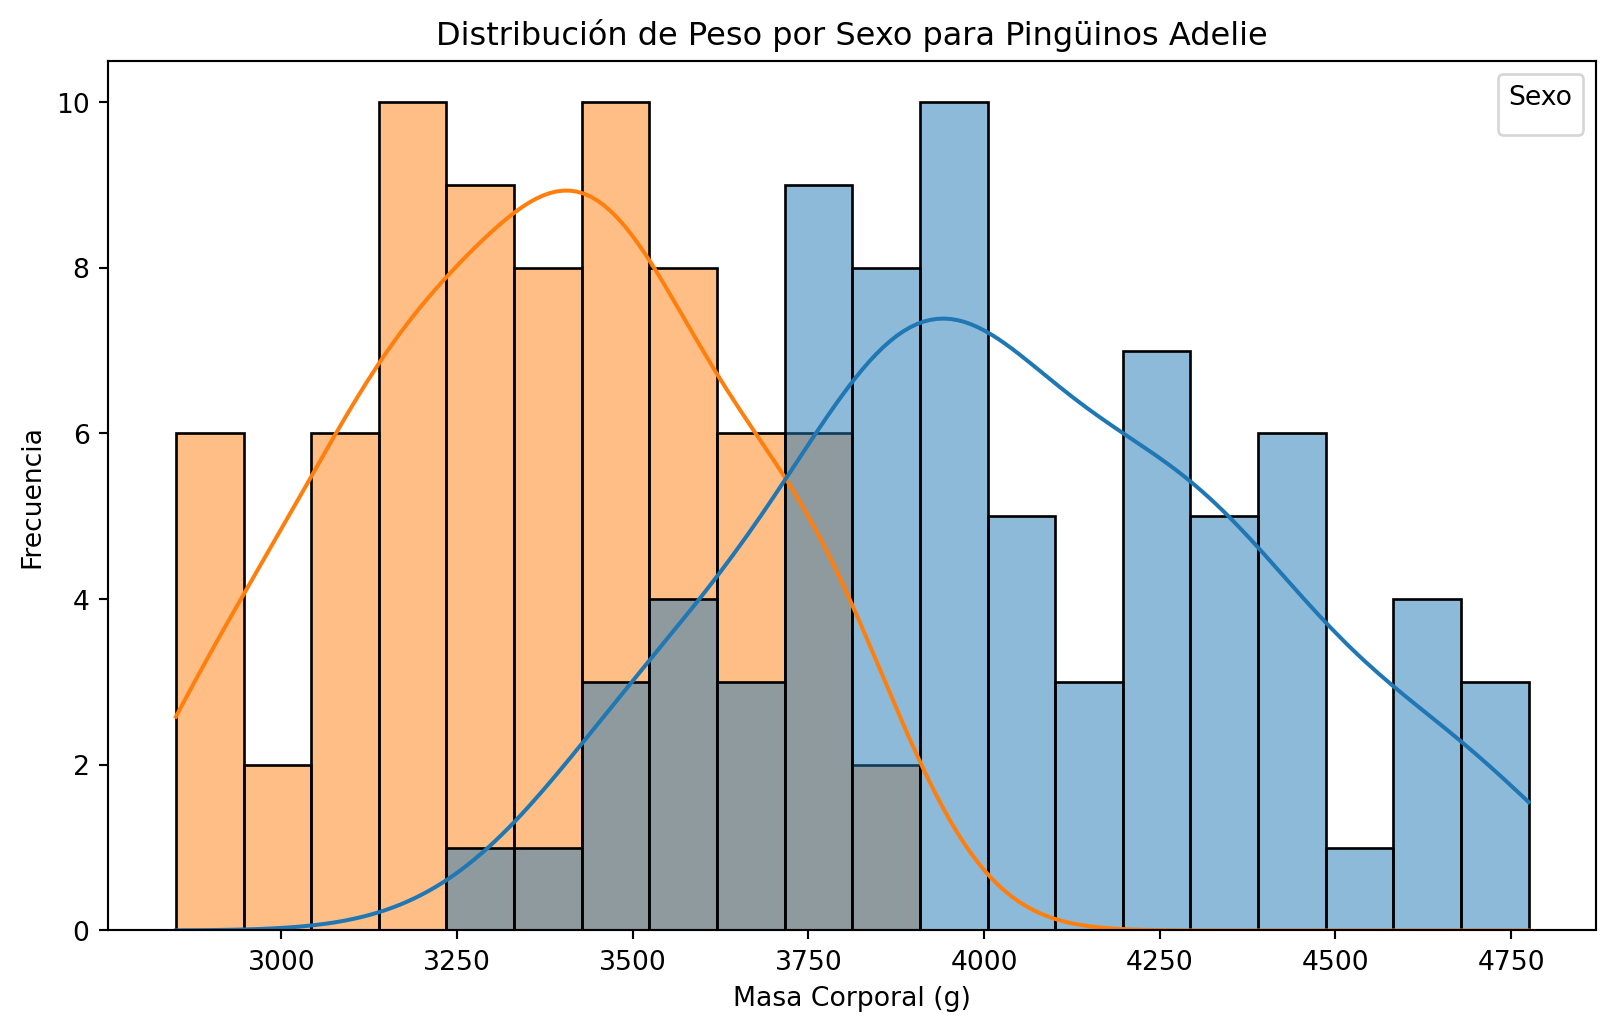 Distribución de Peso por Sexo para Pingüinos Adelie
Sexo
10
8
6
4
2
0
Frecuencia
3000 3250 3500 3750 4000 4250 4500 4750
Masa Corporal (g)